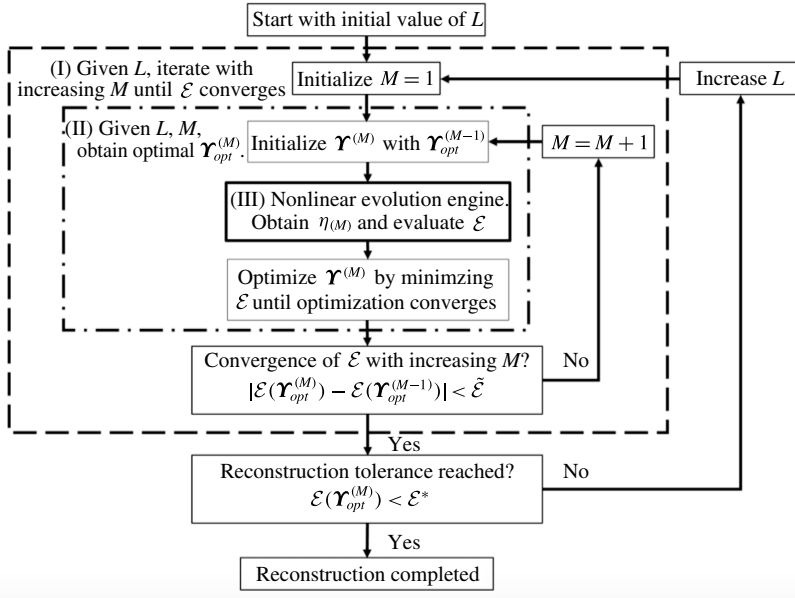 Start with initial value of L
(I) Given L, iterate with
increasing M until ℰ converges
Initialize M = 1
Increase L
(II) Given L, M,
obtain optimal ϒ_opt^(M).
Initialize ϒ^(M) with ϒ_opt^(M−1)
M = M + 1
(III) Nonlinear evolution engine.
Obtain η_(M) and evaluate ℰ
Optimize ϒ^(M) by minimzing
ℰ until optimization converges
Convergence of ℰ with increasing M?
|ℰ(ϒ_opt^(M)) − ℰ(ϒ_opt^(M−1))| < ℰ̃
No
Yes
Reconstruction tolerance reached?
ℰ(ϒ_opt^(M)) < ℰ*
No
Yes
Reconstruction completed